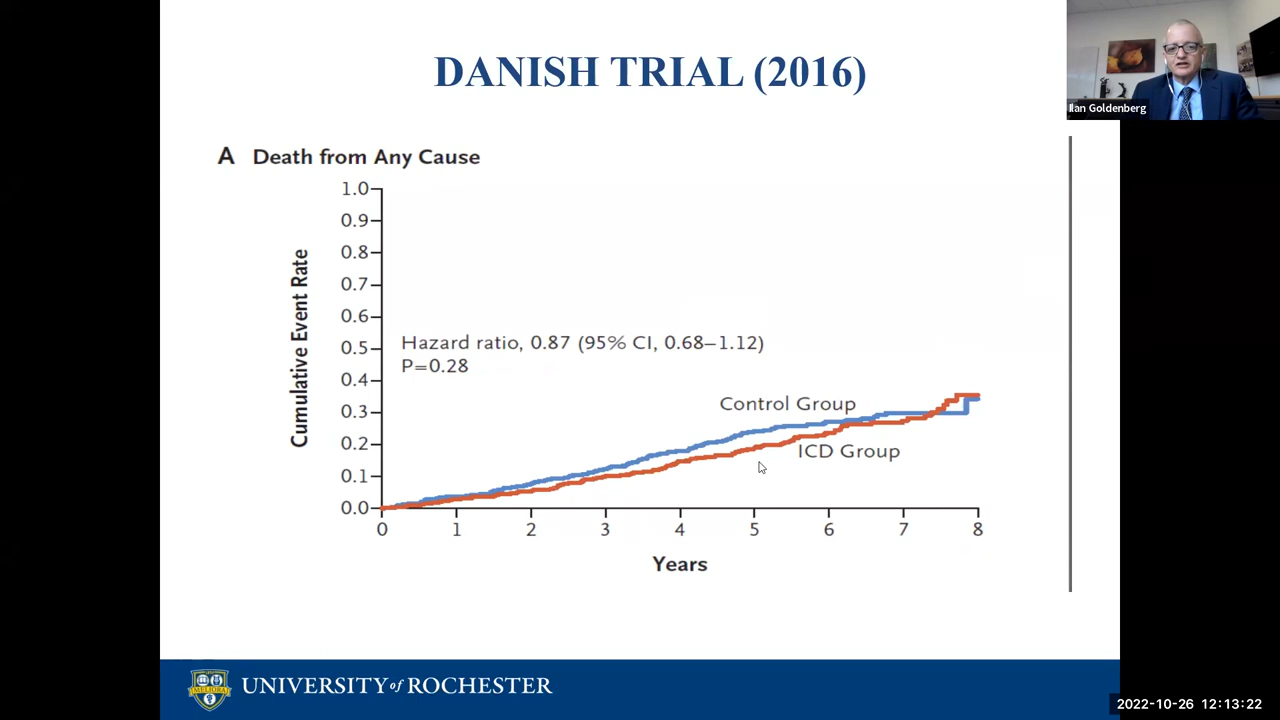 DANISH TRIAL (2016)
Ilan Goldenberg
A Death from Any Cause
Cumulative Event Rate
1.0
0.9
0.8
0.7
0.6
0.5
0.4
0.3
0.2
0.1
0.0
Hazard ratio, 0.87 (95% CI, 0.68–1.12)
P=0.28
Control Group
ICD Group
0 1 2 3 4 5 6 7 8
Years
MELIORA
UNIVERSITY of ROCHESTER
2022-10-26 12:13:22